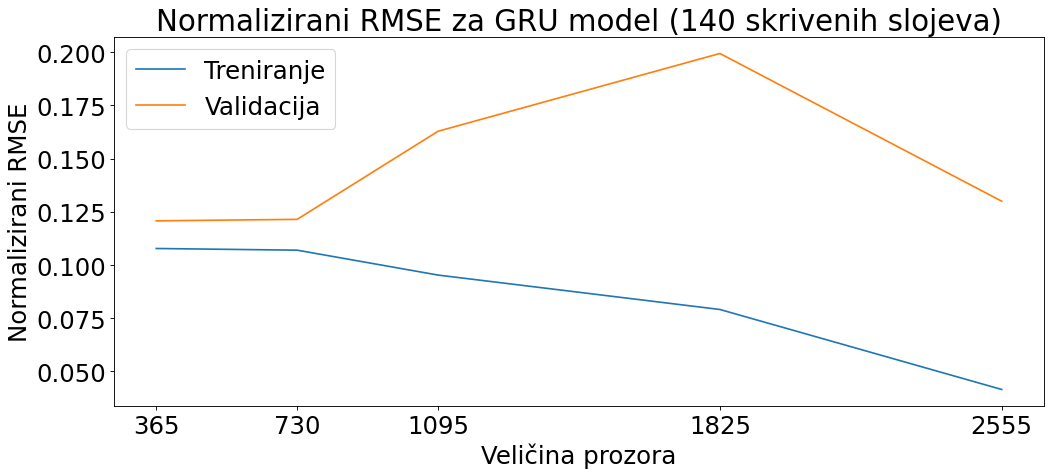 Normalizirani RMSE za GRU model (140 skrivenih slojeva)
Treniranje
Validacija
Normalizirani RMSE
0.200
0.175
0.150
0.125
0.100
0.075
0.050
365 730 1095 1825 2555
Veličina prozora